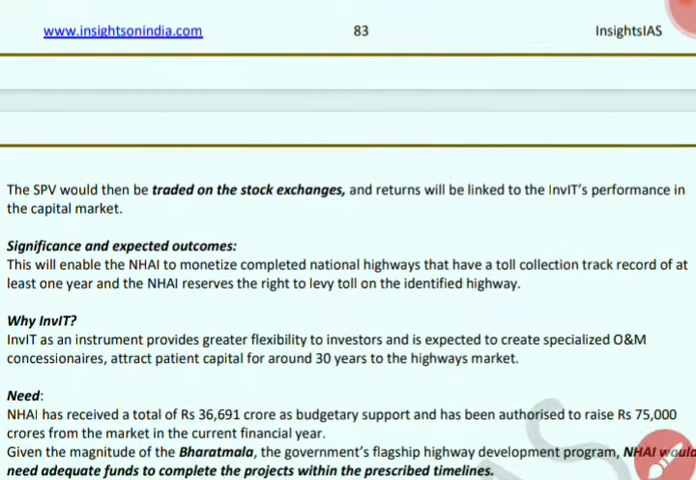 www.insightsonindia.com 83 InsightsIAS
The SPV would then be traded on the stock exchanges, and returns will be linked to the InvIT's performance in
the capital market.
Significance and expected outcomes:
This will enable the NHAI to monetize completed national highways that have a toll collection track record of at
least one year and the NHAI reserves the right to levy toll on the identified highway.
Why InvIT?
InvIT as an instrument provides greater flexibility to investors and is expected to create specialized O&M
concessionaires, attract patient capital for around 30 years to the highways market.
Need:
NHAI has received a total of Rs 36,691 crore as budgetary support and has been authorised to raise Rs 75,000
crores from the market in the current financial year.
Given the magnitude of the Bharatmala, the government's flagship highway development program, NHAI would
need adequate funds to complete the projects within the prescribed timelines.